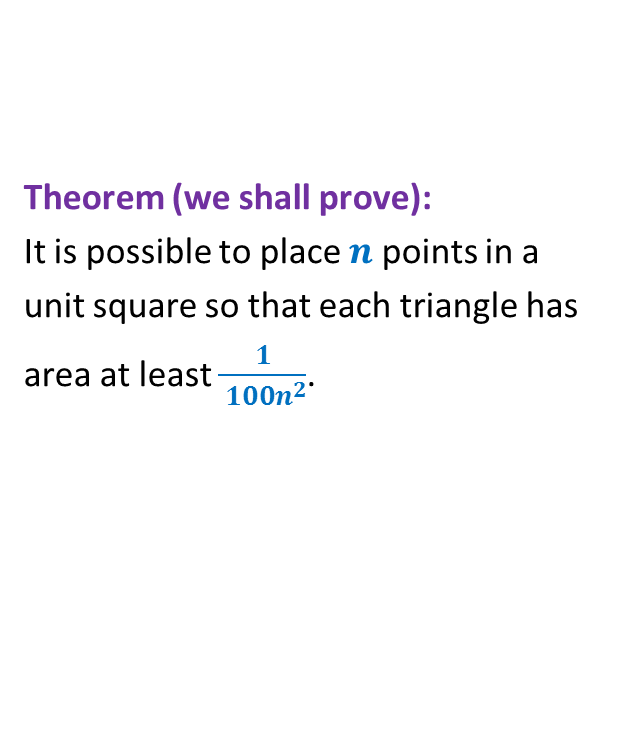 Theorem (we shall prove):
It is possible to place n points in a
unit square so that each triangle has
area at least 1/100n².